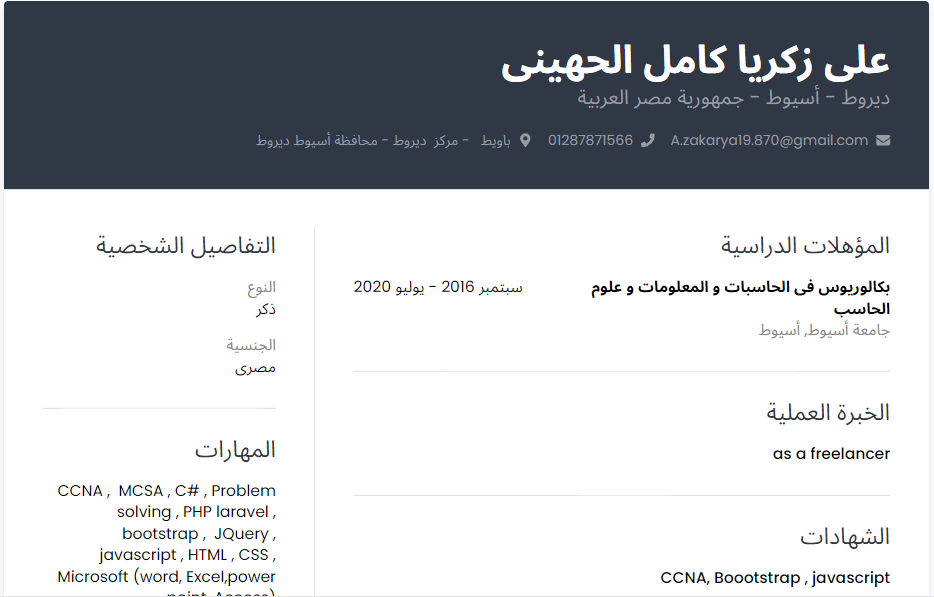 على زكريا كامل الحهينى
ديروط - أسيوط - جمهورية مصر العربية
A.zakarya19.870@gmail.com
01287871566
باويط - مركز ديروط - محافظة أسيوط ديروط
المؤهلات الدراسية
بكالوريوس فى الحاسبات و المعلومات و علوم
الحاسب
سبتمبر 2016 - يوليو 2020
جامعة أسيوط, أسيوط
الخبرة العملية
as a freelancer
الشهادات
CCNA, Boootstrap , javascript
التفاصيل الشخصية
النوع
ذكر
الجنسية
مصرى
المهارات
CCNA , MCSA , C# , Problem
solving , PHP laravel ,
bootstrap , JQuery ,
javascript , HTML , CSS ,
Microsoft (word, Excel,power
point, Access)